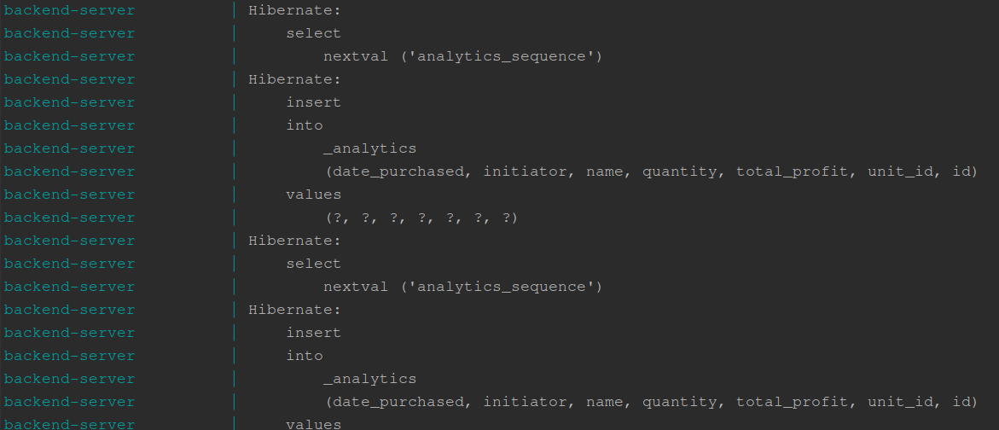 backend-server | Hibernate:
backend-server | select
backend-server | nextval ('analytics_sequence')
backend-server | Hibernate:
backend-server | insert
backend-server | into
backend-server | _analytics
backend-server | (date_purchased, initiator, name, quantity, total_profit, unit_id, id)
backend-server | values
backend-server | (?, ?, ?, ?, ?, ?, ?)
backend-server | Hibernate:
backend-server | select
backend-server | nextval ('analytics_sequence')
backend-server | Hibernate:
backend-server | insert
backend-server | into
backend-server | _analytics
backend-server | (date_purchased, initiator, name, quantity, total_profit, unit_id, id)
backend-server | values